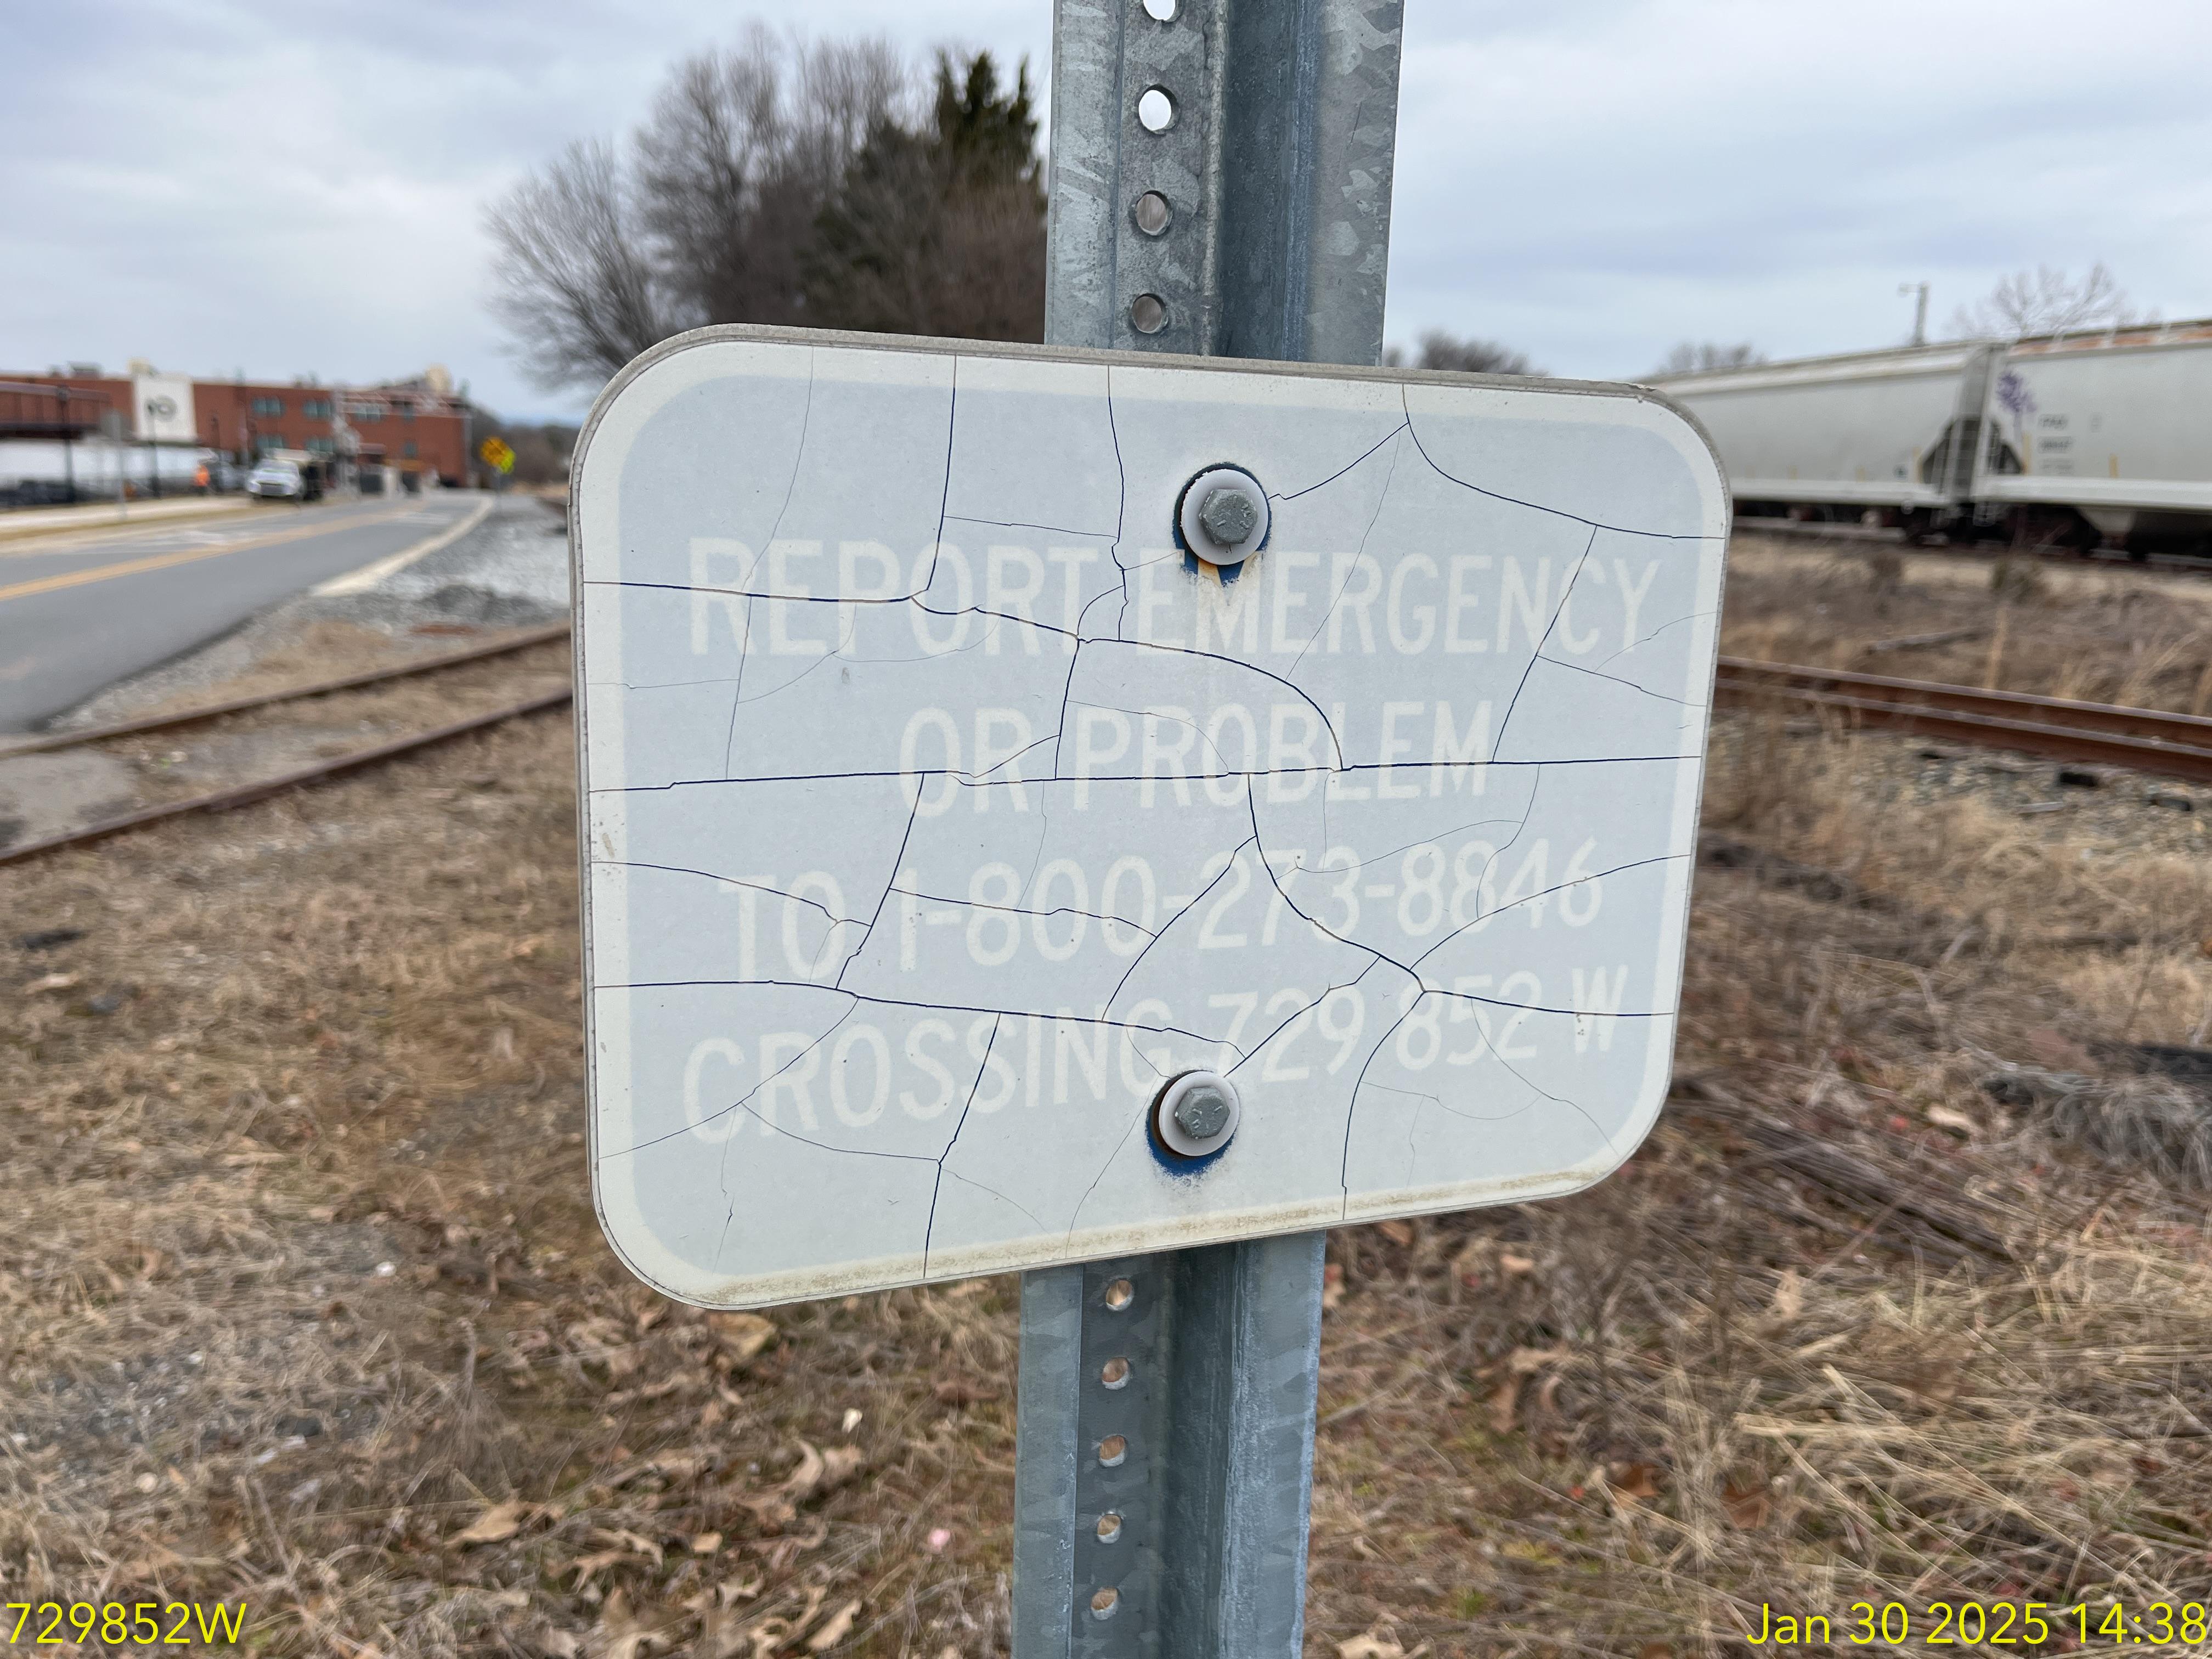 REPORT EMERGENCY
OR PROBLEM
TO 1-800-273-8846
CROSSING 729 852 W
729852W
Jan 30 2025 14:38